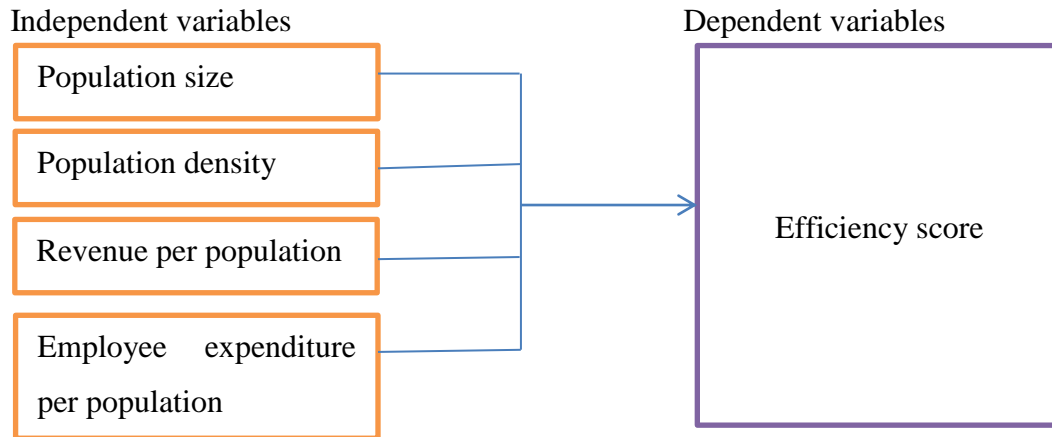 Independent variables
Dependent variables
Population size
Population density
Revenue per population
Employee expenditure
per population
Efficiency score